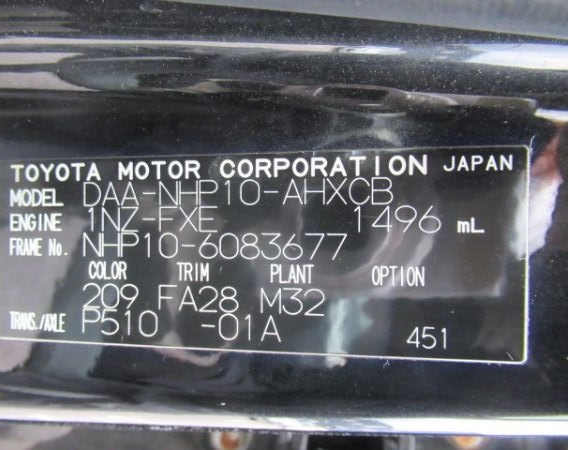 TOYOTA MOTOR CORPORATION JAPAN
MODEL DAA-NHP10-AHXCB
ENGINE 1NZ-FXE 1496 mL
FRAME No. NHP10-6083677
COLOR TRIM PLANT OPTION
209 FA28 M32
TRANS./AXLE P510 -01A 451